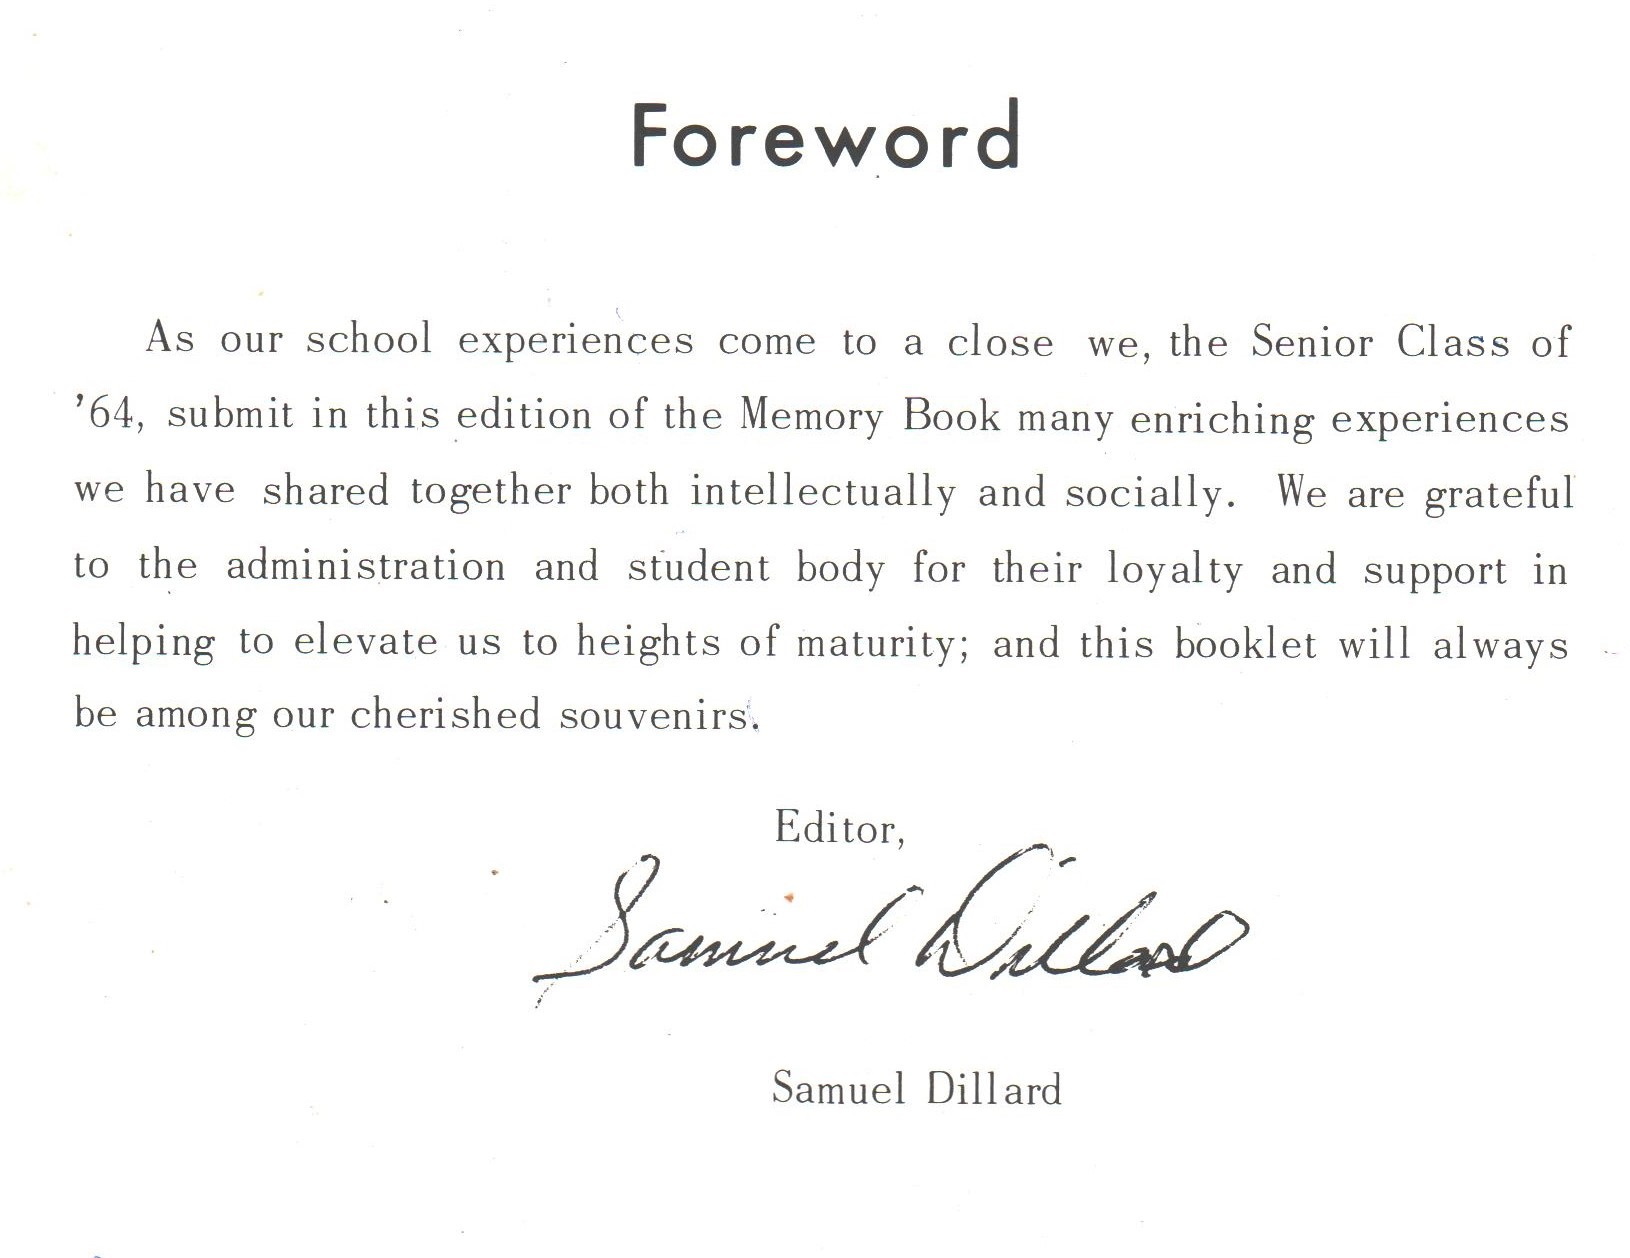 Foreword
As our school experiences come to a close we, the Senior Class of
'64, submit in this edition of the Memory Book many enriching experiences
we have shared together both intellectually and socially. We are grateful
to the administration and student body for their loyalty and support in
helping to elevate us to heights of maturity; and this booklet will always
be among our cherished souvenirs.
Editor,
Samuel Dillard
Samuel Dillard